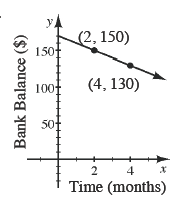 y
(2, 150)
150
100
(4, 130)
50
2 4 x
Time (months)
Bank Balance ($)